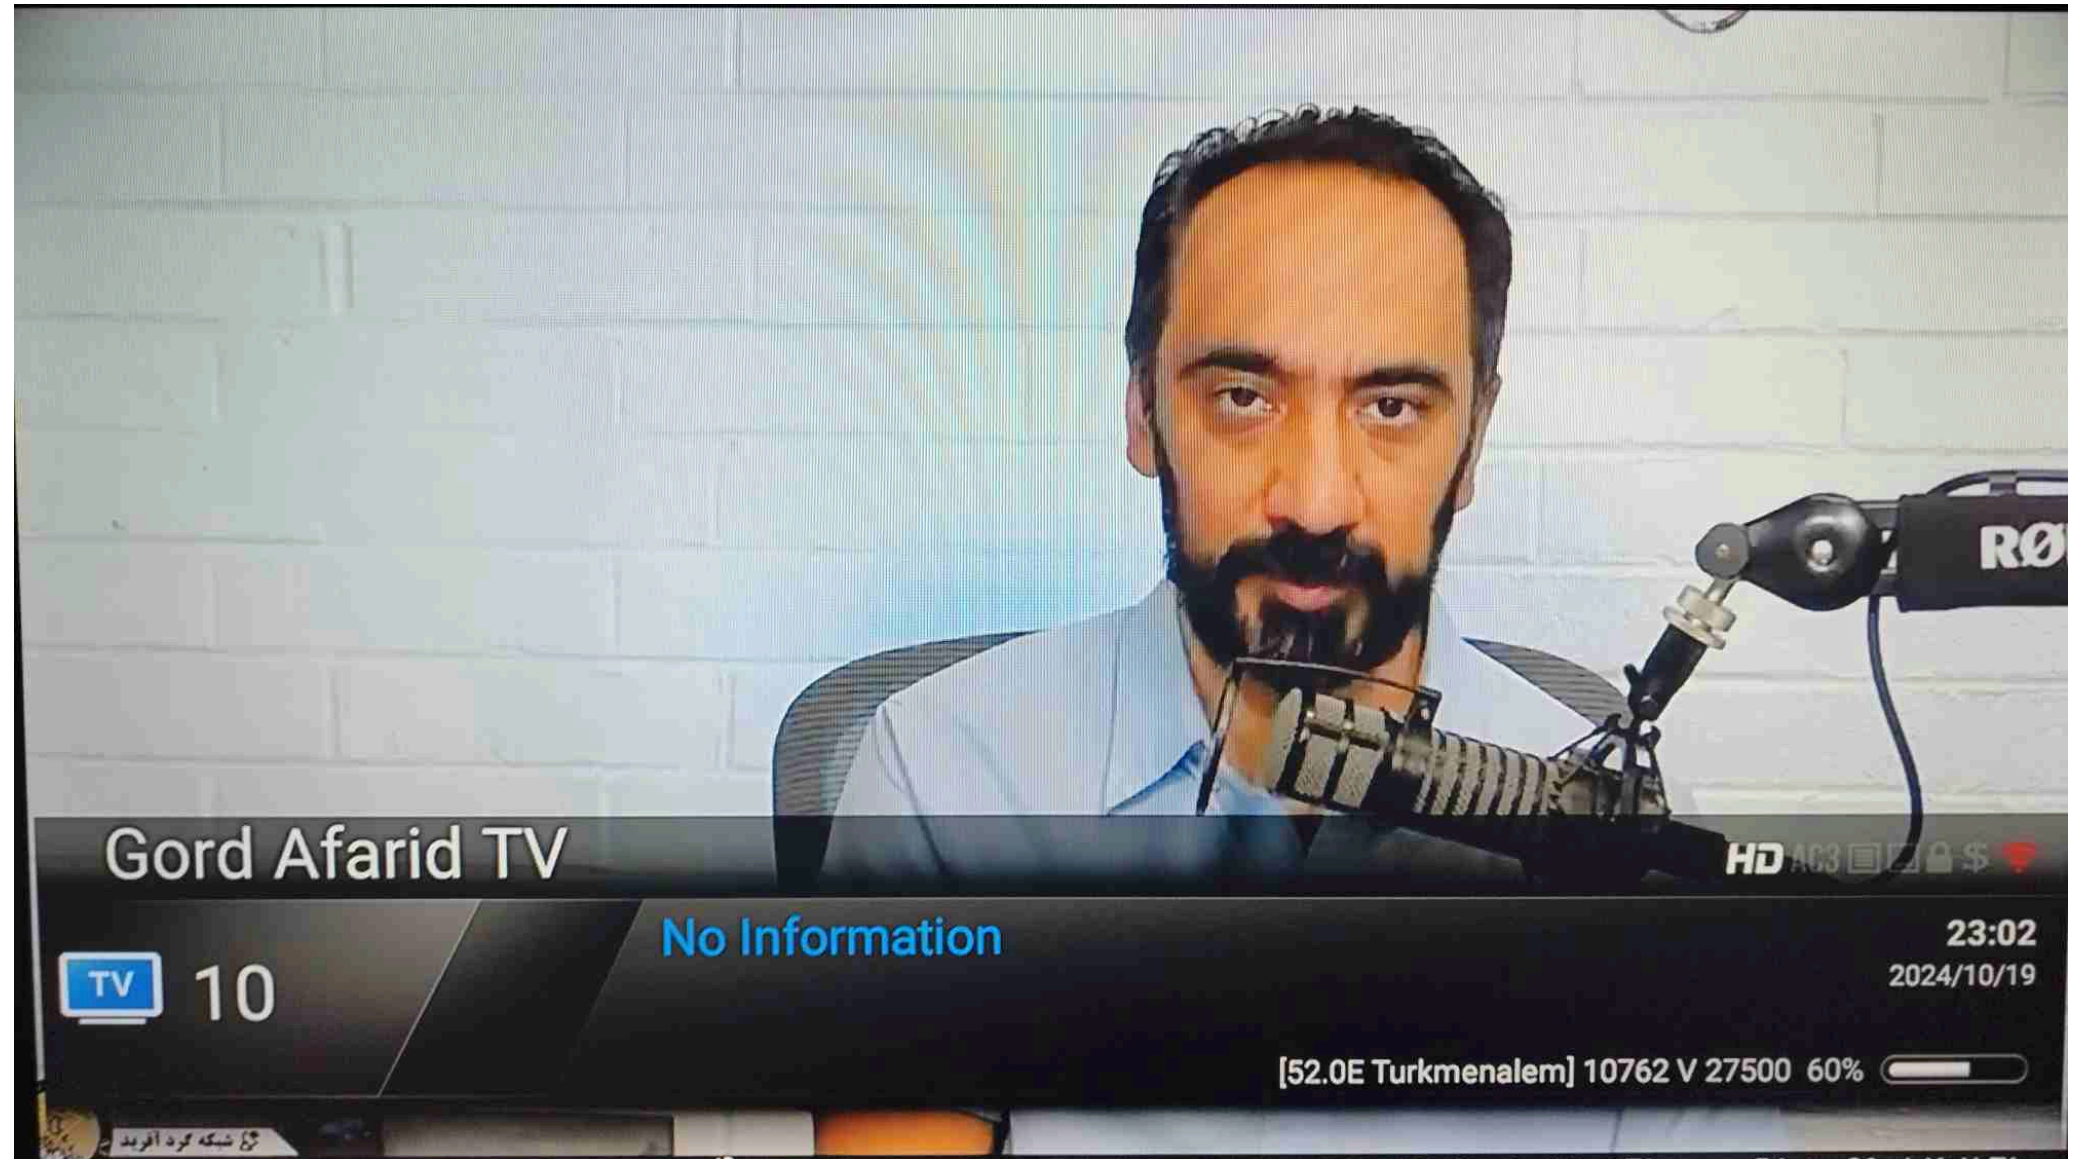 RØ
Gord Afarid TV
HD AC3 $
TV 10
No Information
23:02
2024/10/19
[52.0E Turkmenalem] 10762 V 27500 60%
شبکه گرد آفرید